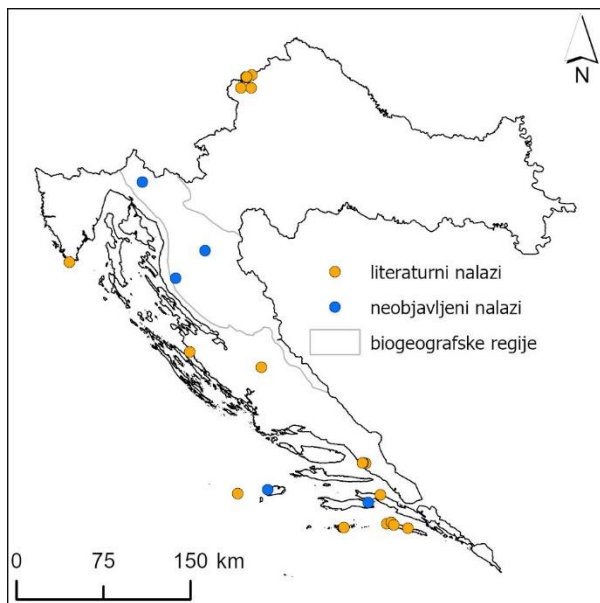 N
literaturni nalazi
neobjavljeni nalazi
biogeografske regije
0 75 150 km